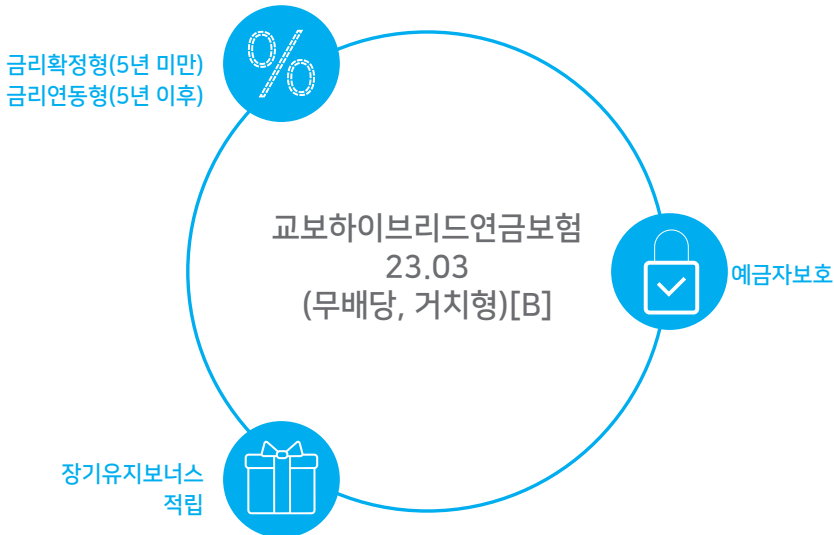 금리확정형(5년 미만)
금리연동형(5년 이후)
교보하이브리드연금보험
23.03
(무배당, 거치형)[B]
예금자보호
장기유지보너스
적립